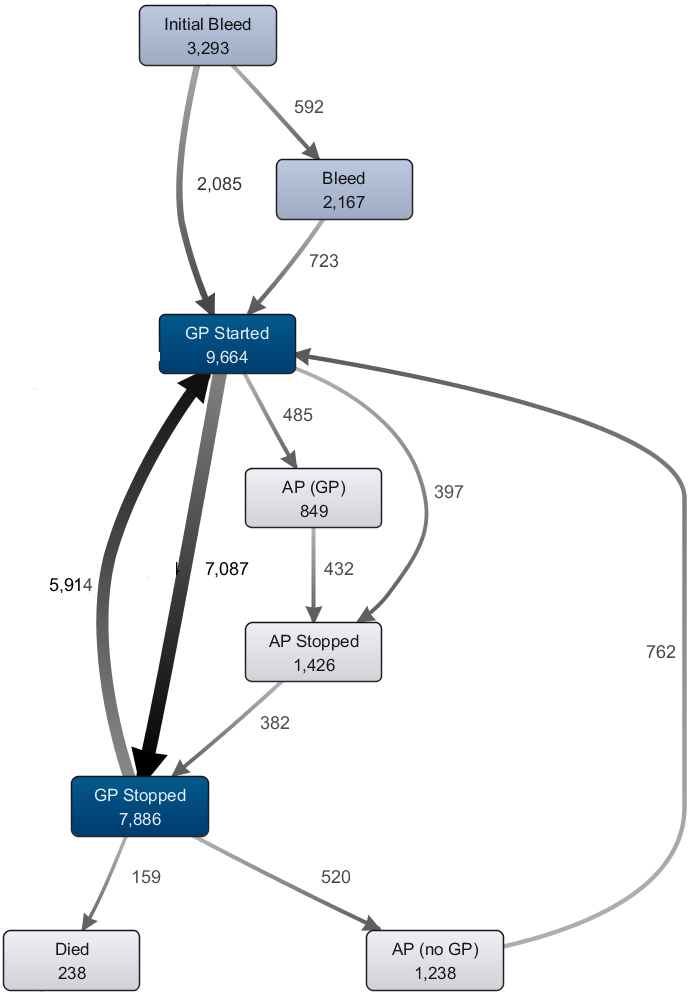 Initial Bleed
3,293
592
2,085
Bleed
2,167
723
GP Started
9,664
485
397
AP (GP)
849
5,914
7,087
432
AP Stopped
1,426
762
382
GP Stopped
7,886
159
520
Died
238
AP (no GP)
1,238